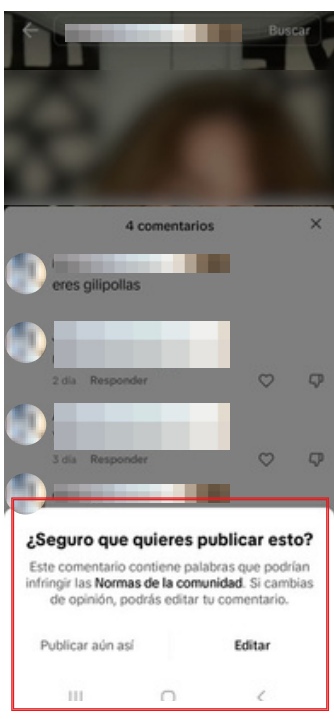 Buscar
4 comentarios
eres gilipollas
2 día Responder
3 día Responder
¿Seguro que quieres publicar esto?
Este comentario contiene palabras que podrían
infringir las Normas de la comunidad. Si cambias
de opinión, podrás editar tu comentario.
Publicar aún así Editar